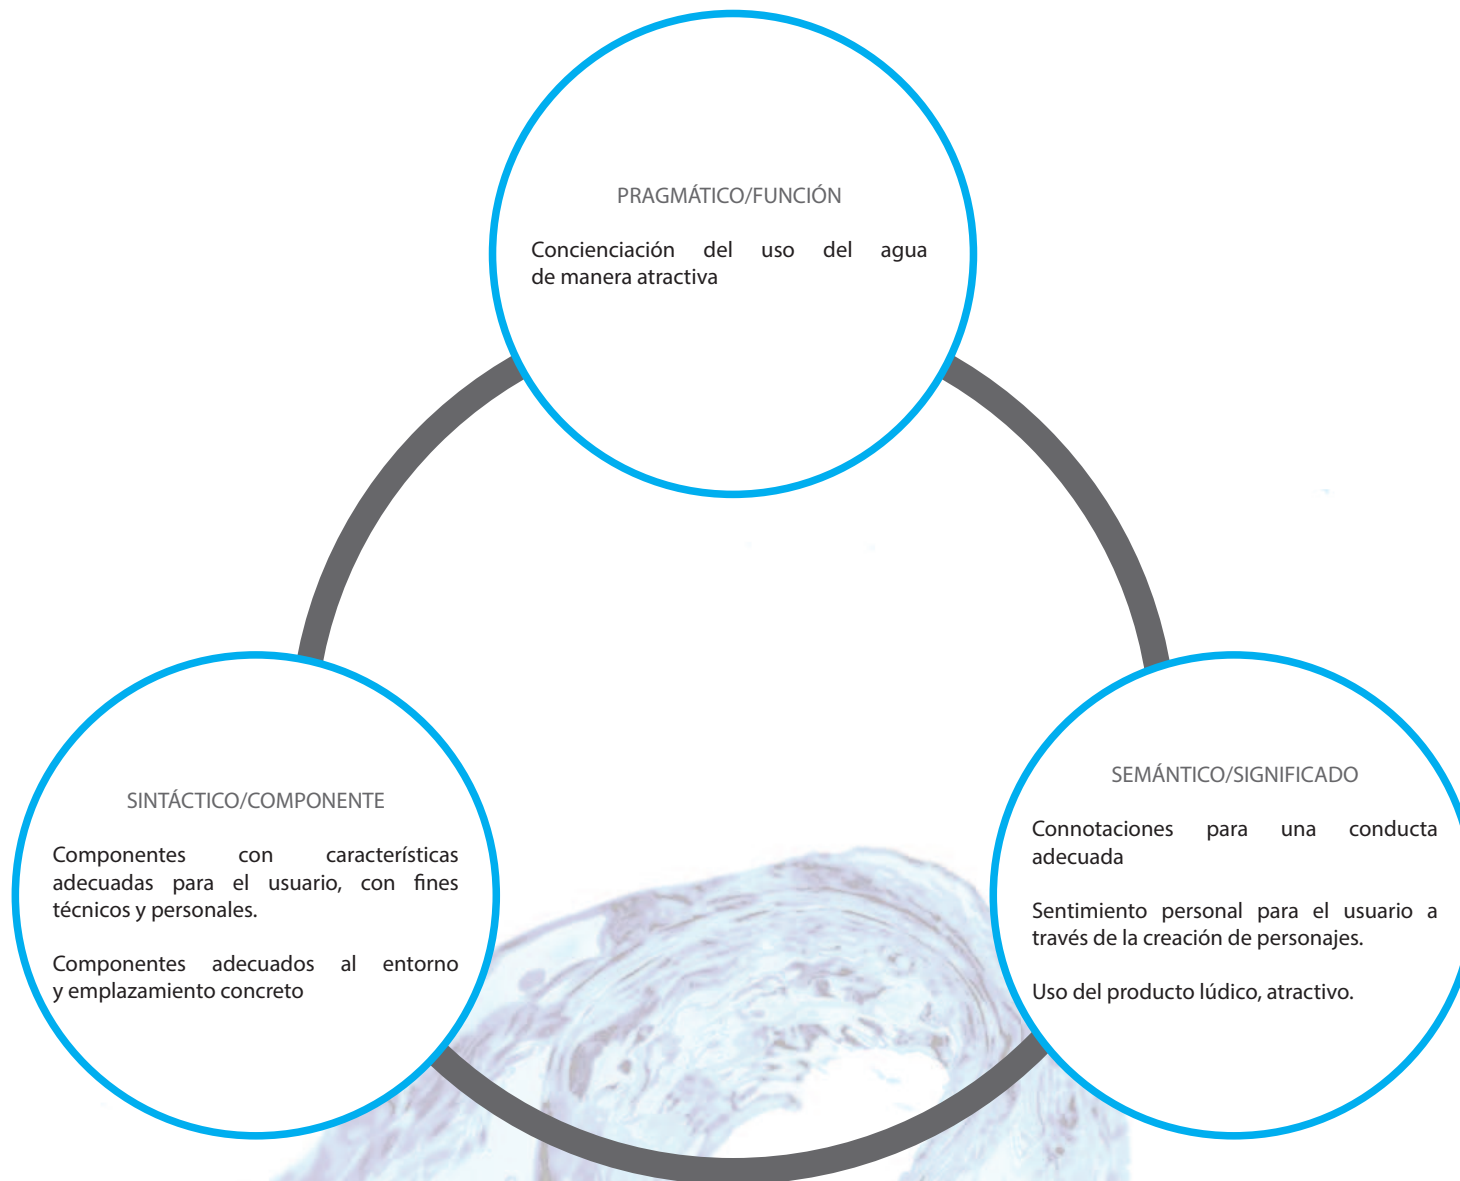 PRAGMÁTICO/FUNCIÓN
Concienciación del uso del agua
de manera atractiva
SINTÁCTICO/COMPONENTE
Componentes con características
adecuadas para el usuario, con fines
técnicos y personales.
Componentes adecuados al entorno
y emplazamiento concreto
SEMÁNTICO/SIGNIFICADO
Connotaciones para una conducta
adecuada
Sentimiento personal para el usuario a
través de la creación de personajes.
Uso del producto lúdico, atractivo.